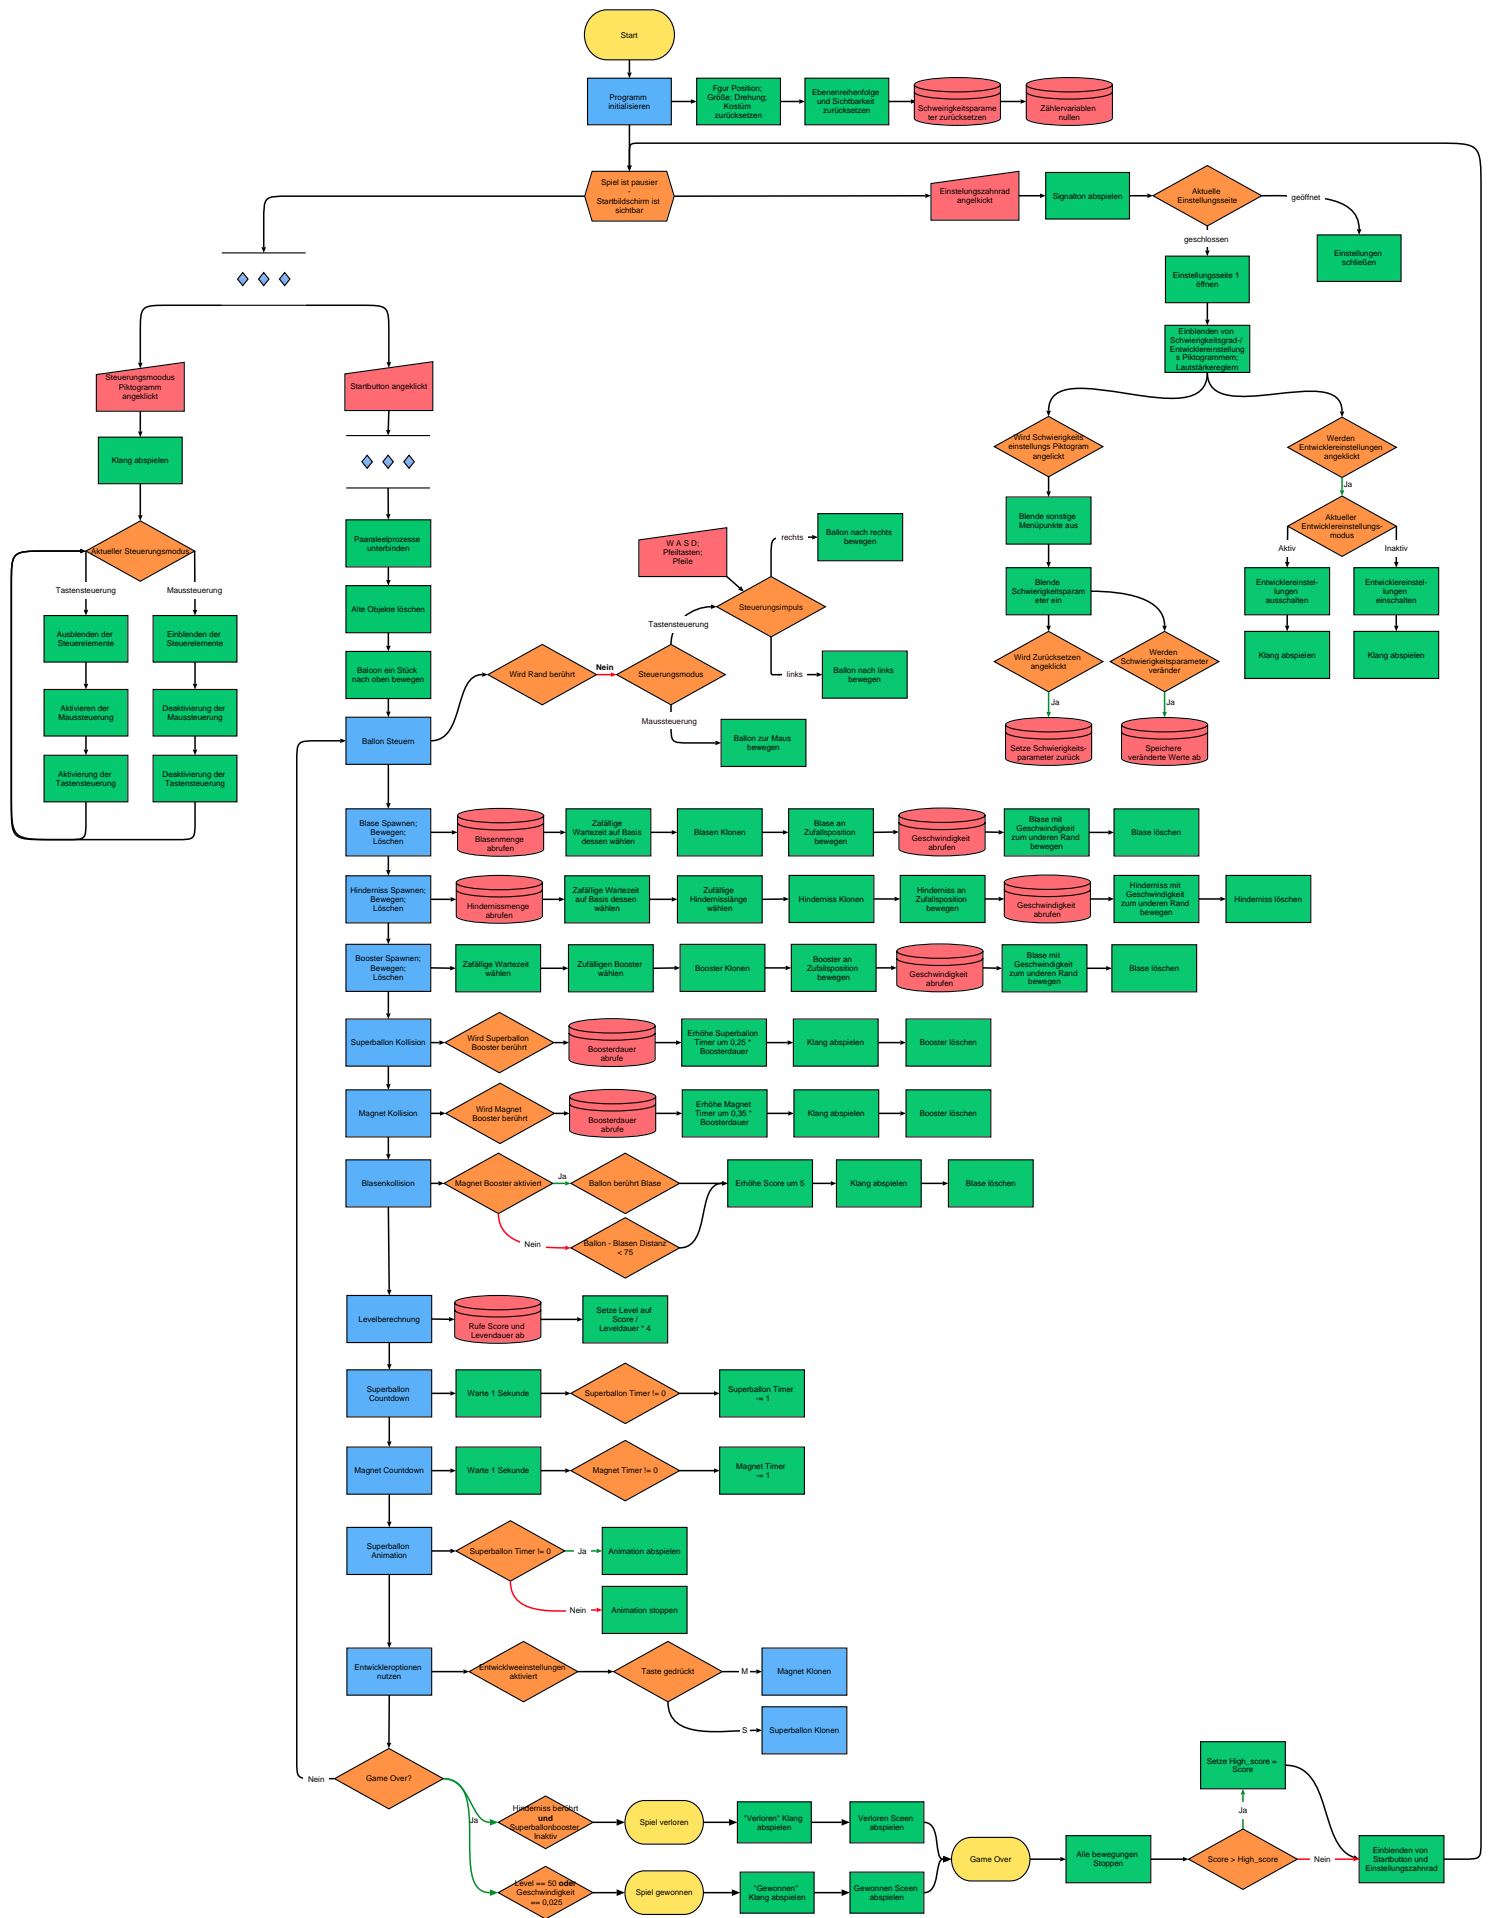 Start
Programm
initialisieren
Fgur Position;
Größe; Drehung;
Kostüm
zurücksetzen
Ebenenreihenfolge
und Sichtbarkeit
zurücksetzen
Schweirigkeitsparame
ter zurücksetzen
Zählervariablen
nullen
Spiel ist pausier
-
Startbildschirm ist
sichtbar
Einstelungszahnrad
angelkickt
Signalton abspielen
Aktuelle
Einstellungsseite
geöffnet
geschlossen
Einstellungen
schließen
Einstellungsseite 1
öffnen
Einblenden von
Schwierigkeitsgrad-/
Entwicklereinstellung
s Piktogrammem;
Lautstärkereglern
Steuerungsmoodus
Piktogramm
angeklickt
Startbutton angeklickt
Klang abspielen
Aktueller Steuerungsmodus
Tastensteuerung
Maussteuerung
Ausblenden der
Steuerelemente
Einblenden der
Steuerlemente
Aktivieren der
Maussteuerung
Deaktivierung der
Maussteuerung
Aktivierung der
Tastensteuerung
Deaktivierung der
Tastensteuerung
Wird Schwierigkeits
einstellungs Piktogram
angelickt
Werden
Entwicklereinstellungen
angeklickt
Ja
Blende sonstige
Menüpunkte aus
Aktueller
Entwicklereinstellungs-
modus
Aktiv
Inaktiv
Blende
Schwierigkeitsparam
eter ein
Entwicklereinstel-
lungen
ausschalten
Entwicklereinstel-
lungen
einschalten
Wird Zurücksetzen
angeklickt
Werden
Schwierigkeitsparameter
veränder
Klang abspielen
Klang abspielen
Ja
Ja
Setze Schwierigkeits-
parameter zurück
Speichere
veränderte Werte ab
Paaraleelprozesse
unterbinden
Alte Objekte löschen
Baloon ein Stück
nach oben bewegen
Ballon Steuern
Wird Rand berührt
Nein
Steuerungsmodus
Tastensteuerung
W A S D;
Pfeiltasten;
Pfeile
Steuerungsimpuls
rechts
Ballon nach rechts
bewegen
links
Ballon nach links
bewegen
Maussteuerung
Ballon zur Maus
bewegen
Blase Spawnen;
Bewegen;
Löschen
Blasenmenge
abrufen
Zafällige
Wartezeit auf Basis
dessen wählen
Blasen Klonen
Blase an
Zufallsposition
bewegen
Geschwindigkeit
abrufen
Blase mit
Geschwindigkeit
zum underen Rand
bewegen
Blase löschen
Hinderniss Spawnen;
Bewegen;
Löschen
Hindernissmenge
abrufen
Zafällige Wartezeit
auf Basis dessen
wählen
Zufällige
Hindernisslänge
wählen
Hinderniss Klonen
Hinderniss an
Zufallsposition
bewegen
Geschwindigkeit
abrufen
Hinderniss mit
Geschwindigkeit
zum underen Rand
bewegen
Hinderniss löschen
Booster Spawnen;
Bewegen;
Löschen
Zafällige Wartezeit
wählen
Zufälligen Booster
wählen
Booster Klonen
Booster an
Zufallsposition
bewegen
Geschwindigkeit
abrufen
Blase mit
Geschwindigkeit
zum underen Rand
bewegen
Blase löschen
Superballon Kollision
Wird Superballon
Booster berührt
Boosterdauer
abrufe
Erhöhe Superballon
Timer um 0,25 *
Boosterdauer
Klang abspielen
Booster löschen
Magnet Kollision
Wird Magnet
Booster berührt
Boosterdauer
abrufe
Erhöhe Magnet
Timer um 0,35 *
Boosterdauer
Klang abspielen
Booster löschen
Blasenkollision
Magnet Booster aktiviert
Ja
Ballon berührt Blase
Erhöhe Score um 5
Klang abspielen
Blase löschen
Nein
Ballon - Blasen Distanz
< 75
Levelberechnung
Rufe Score und
Levendauer ab
Setze Level auf
Score /
Leveldauer * 4
Superballon
Countdown
Warte 1 Sekunde
Superballon Timer != 0
Superballon Timer
-= 1
Magnet Countdown
Warte 1 Sekunde
Magnet Timer != 0
Magnet Timer
-= 1
Superballon
Animation
Superballon Timer != 0
Ja
Animation abspielen
Nein
Animation stoppen
Entwickleroptionen
nutzen
Entwicklweeinstellungen
aktiviert
Taste gedrückt
M
Magnet Klonen
S
Superballon Klonen
Game Over?
Nein
Ja
Hinderniss berührt
und
Superballonbooster
Inaktiv
Spiel verloren
"Verloren" Klang
abspielen
Verloren Sceen
abspielen
Level == 50 oder
Geschwindigkeit
== 0,025
Spiel gewonnen
"Gewonnen"
Klang abspielen
Gewonnen Sceen
abspielen
Game Over
Alle bewegungen
Stoppen
Score > High_score
Ja
Setze High_score =
Score
Nein
Einblenden von
Startbutton und
Einstellungszahnrad